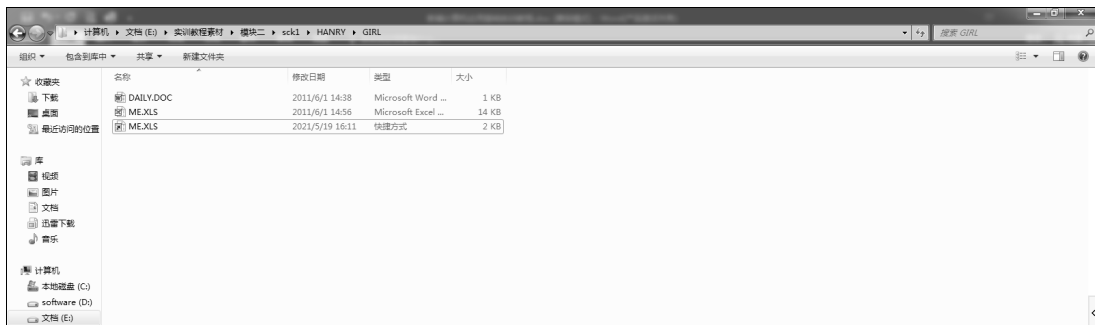 计算机 ▸ 文档 (E:) ▸ 实训教程素材 ▸ 模块二 ▸ sck1 ▸ HANRY ▸ GIRL
搜索 GIRL
组织 包含到库中 共享 新建文件夹
收藏夹
下载
桌面
最近访问的位置
库
视频
图片
文档
迅雷下载
音乐
计算机
本地磁盘 (C:)
software (D:)
文档 (E:)
名称 修改日期 类型 大小
DAILY.DOC 2011/6/1 14:38 Microsoft Word ... 1 KB
ME.XLS 2011/6/1 14:56 Microsoft Excel ... 14 KB
ME.XLS 2021/5/19 16:11 快捷方式 2 KB